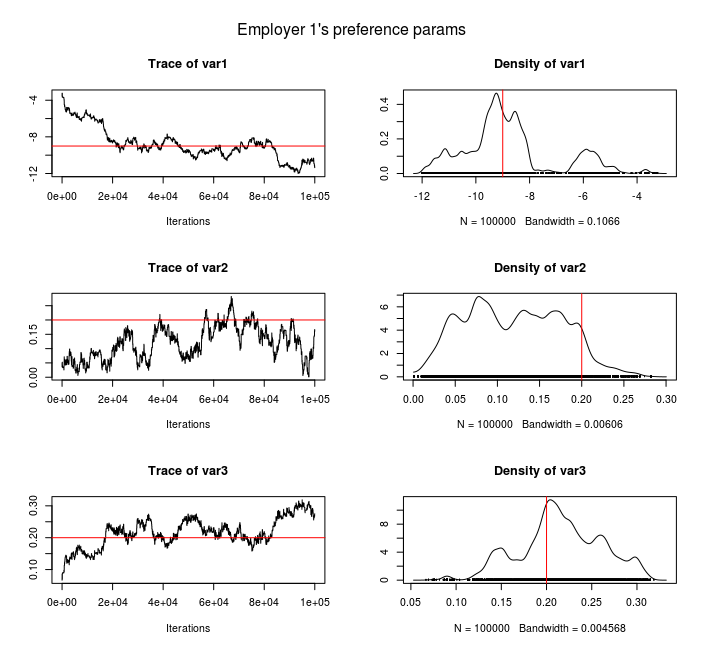 Employer 1's preference params
Trace of var1
-4
-8
-12
0e+00 2e+04 4e+04 6e+04 8e+04 1e+05
Iterations
Density of var1
0.4
0.2
0.0
-12 -10 -8 -6 -4
N = 100000 Bandwidth = 0.1066
Trace of var2
0.15
0.00
0e+00 2e+04 4e+04 6e+04 8e+04 1e+05
Iterations
Density of var2
6
4
2
0
0.00 0.05 0.10 0.15 0.20 0.25 0.30
N = 100000 Bandwidth = 0.00606
Trace of var3
0.30
0.20
0.10
0e+00 2e+04 4e+04 6e+04 8e+04 1e+05
Iterations
Density of var3
8
4
0
0.05 0.10 0.15 0.20 0.25 0.30
N = 100000 Bandwidth = 0.004568